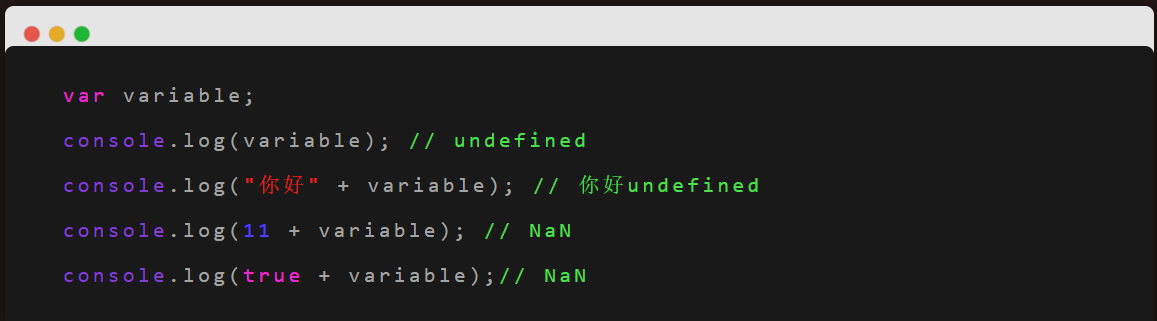 var variable;
console.log(variable); // undefined
console.log("你好" + variable); // 你好undefined
console.log(11 + variable); // NaN
console.log(true + variable);// NaN